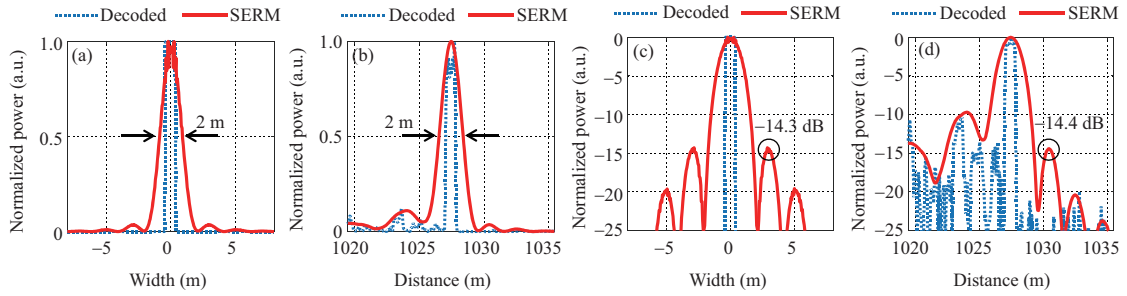 Decoded SERM
(a)
Normalized power (a.u.)
1.0
0.5
0
2 m
−5 0 5
Width (m)
Decoded SERM
(b)
Normalized power (a.u.)
1.0
0.5
0
2 m
1020 1025 1030 1035
Distance (m)
Decoded SERM
(c)
Normalized power (a.u.)
0
−5
−10
−15
−20
−25
−14.3 dB
−5 0 5
Width (m)
Decoded SERM
(d)
Normalized power (a.u.)
0
−5
−10
−15
−20
−25
−14.4 dB
1020 1025 1030 1035
Distance (m)